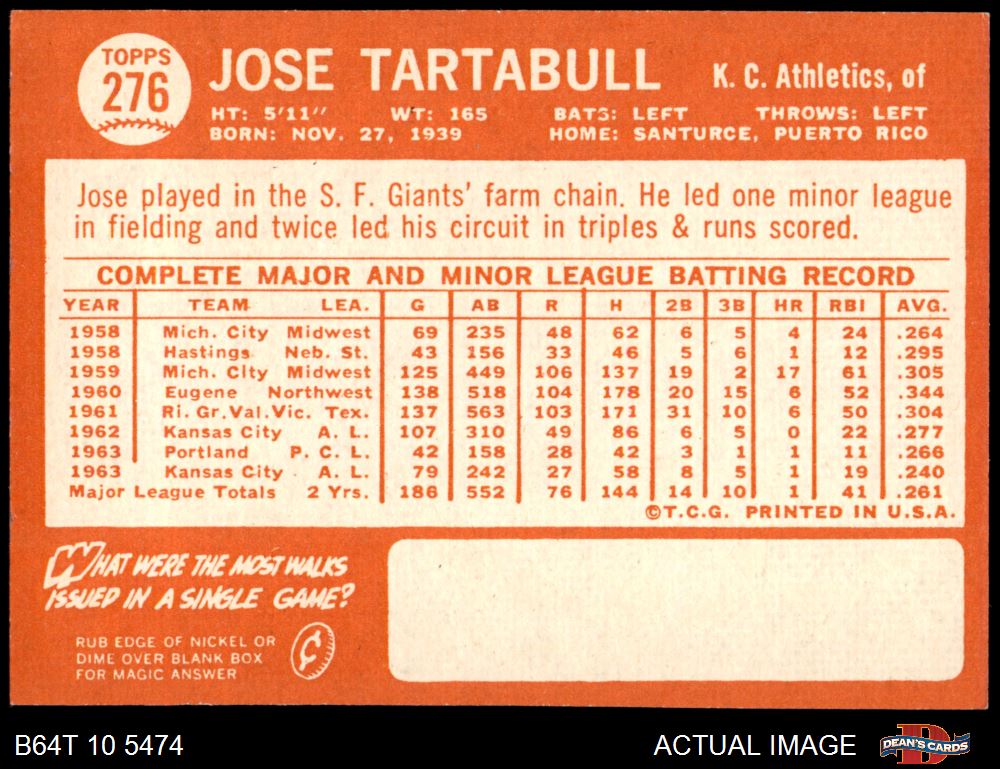 TOPPS
276
JOSE TARTABULL K. C. Athletics, of
HT: 5'11" WT: 165 BATS: LEFT THROWS: LEFT
BORN: NOV. 27, 1939 HOME: SANTURCE, PUERTO RICO
Jose played in the S. F. Giants' farm chain. He led one minor league
in fielding and twice led his circuit in triples & runs scored.
COMPLETE MAJOR AND MINOR LEAGUE BATTING RECORD
YEAR TEAM LEA. G AB R H 2B 3B HR RBI AVG.
1958 Mich. City Midwest 69 235 48 62 6 5 4 24 .264
1958 Hastings Neb. St. 43 156 33 46 5 6 1 12 .295
1959 Mich. City Midwest 125 449 106 137 19 2 17 61 .305
1960 Eugene Northwest 138 518 104 178 20 15 6 52 .344
1961 Ri. Gr. Val. Vic. Tex. 137 563 103 171 31 10 6 50 .304
1962 Kansas City A. L. 107 310 49 86 6 5 0 22 .277
1963 Portland P. C. L. 42 158 28 42 3 1 1 11 .266
1963 Kansas City A. L. 79 242 27 58 8 5 1 19 .240
Major League Totals 2 Yrs. 186 552 76 144 14 10 1 41 .261
©T.C.G. PRINTED IN U.S.A.
WHAT WERE THE MOST WALKS
ISSUED IN A SINGLE GAME?
RUB EDGE OF NICKEL OR
DIME OVER BLANK BOX
FOR MAGIC ANSWER
¢
B64T 10 5474 ACTUAL IMAGE DEAN'S CARDS